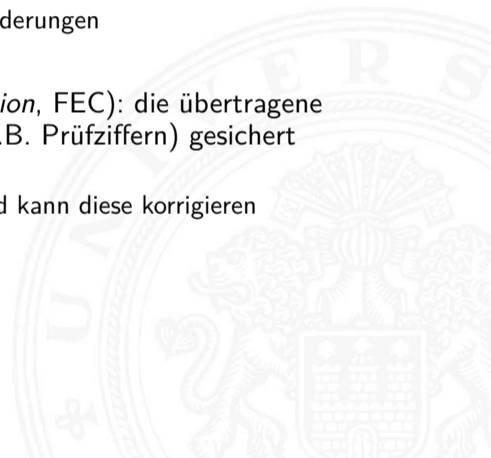 derungen
ion, FEC): die übertragene
.B. Prüfziffern) gesichert
d kann diese korrigieren
U N I V E R S